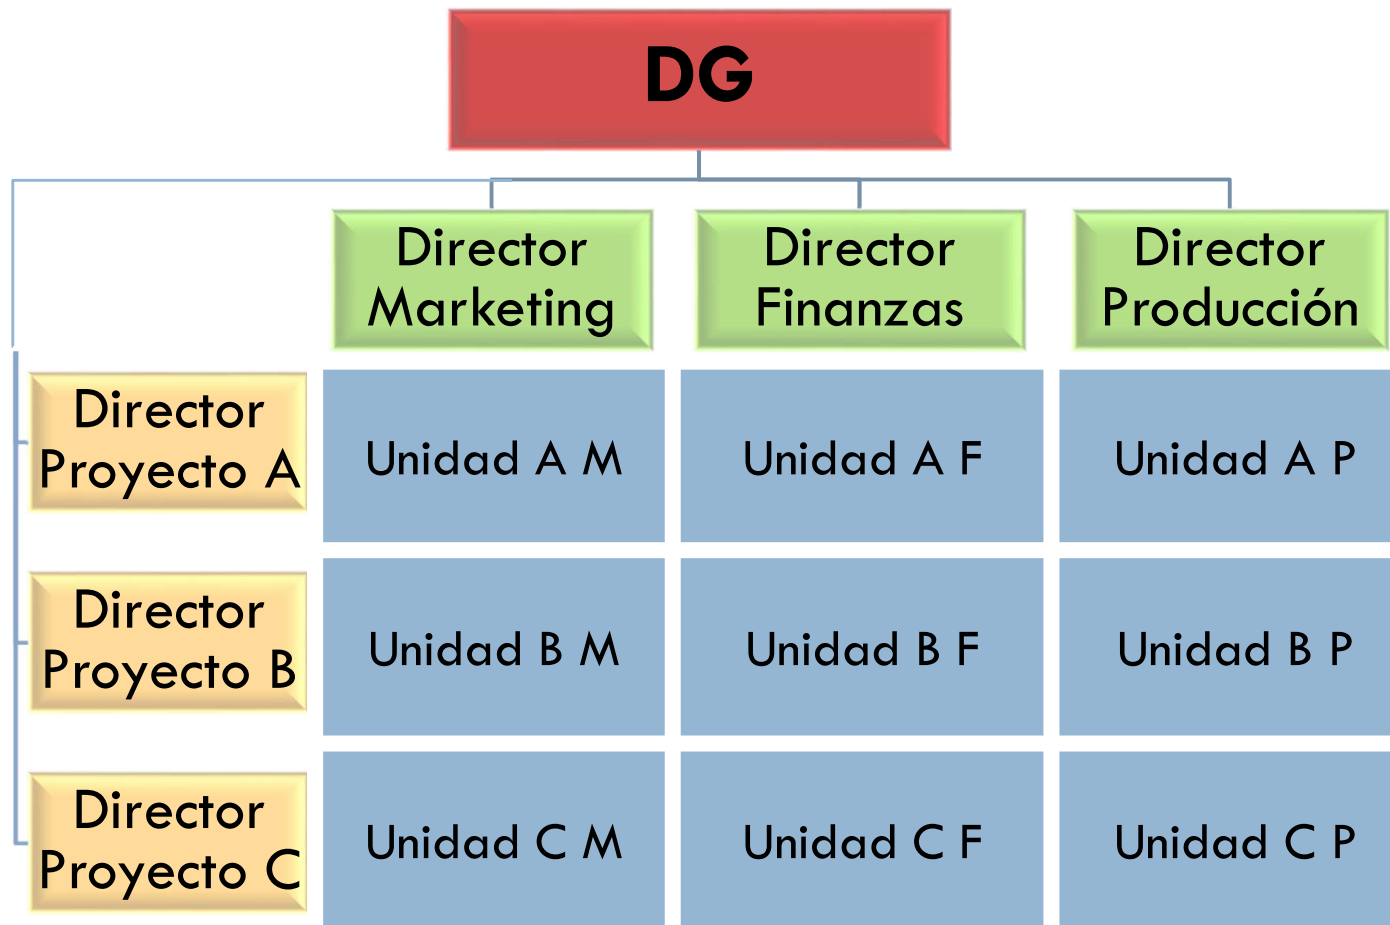 DG
Director
Marketing
Director
Finanzas
Director
Producción
Director
Proyecto A
Unidad A M
Unidad A F
Unidad A P
Director
Proyecto B
Unidad B M
Unidad B F
Unidad B P
Director
Proyecto C
Unidad C M
Unidad C F
Unidad C P